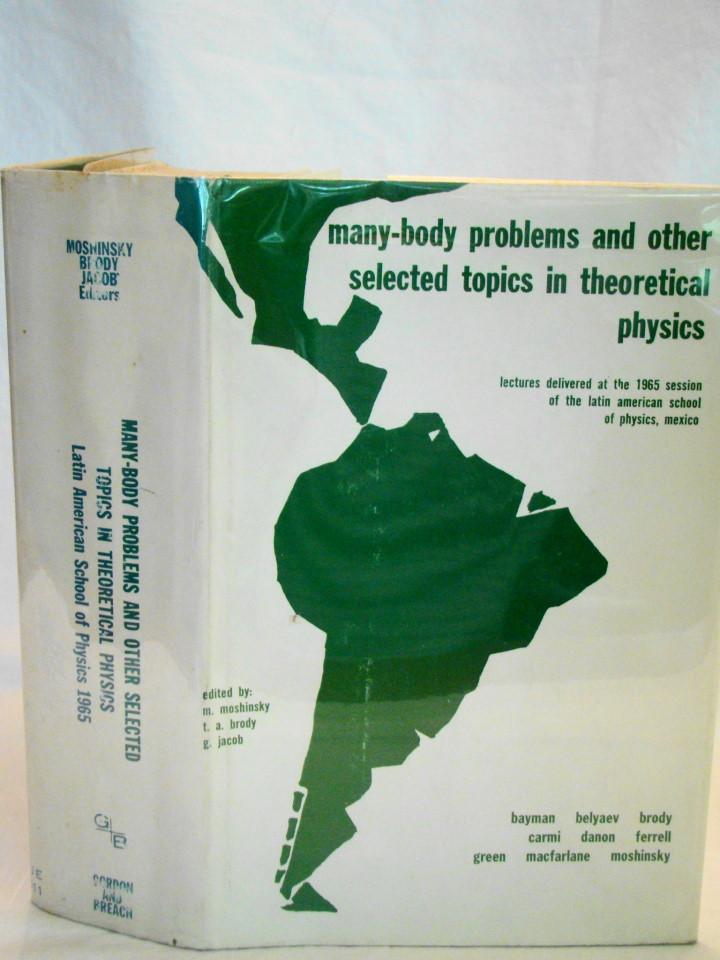 MOSHINSKY
BRODY
JACOB
Editors
MANY-BODY PROBLEMS AND OTHER SELECTED
TOPICS IN THEORETICAL PHYSICS
Latin American School of Physics 1965
G
E
GORDON
AND
BREACH
many-body problems and other
selected topics in theoretical
physics
lectures delivered at the 1965 session
of the latin american school
of physics, mexico
edited by:
m. moshinsky
t. a. brody
g. jacob
bayman belyaev brody
carmi danon ferrell
green macfarlane moshinsky